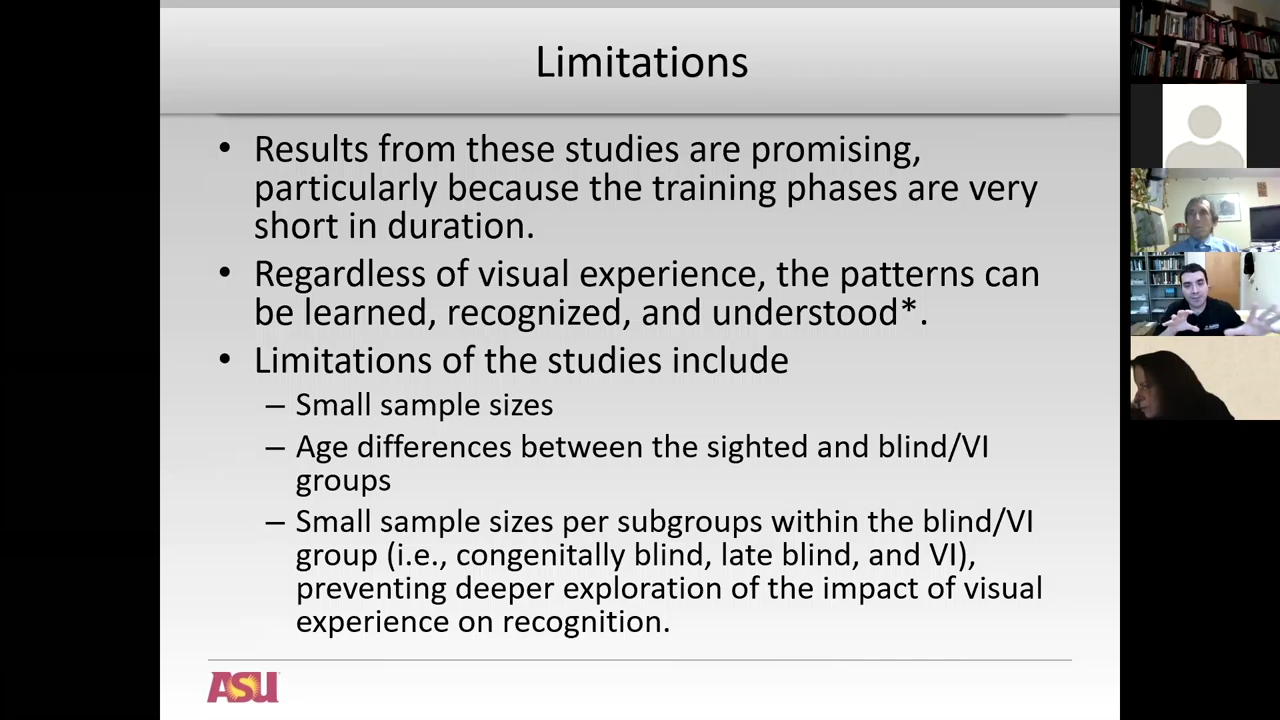 Limitations
• Results from these studies are promising,
particularly because the training phases are very
short in duration.
• Regardless of visual experience, the patterns can
be learned, recognized, and understood*.
• Limitations of the studies include
– Small sample sizes
– Age differences between the sighted and blind/VI
groups
– Small sample sizes per subgroups within the blind/VI
group (i.e., congenitally blind, late blind, and VI),
preventing deeper exploration of the impact of visual
experience on recognition.
ASU